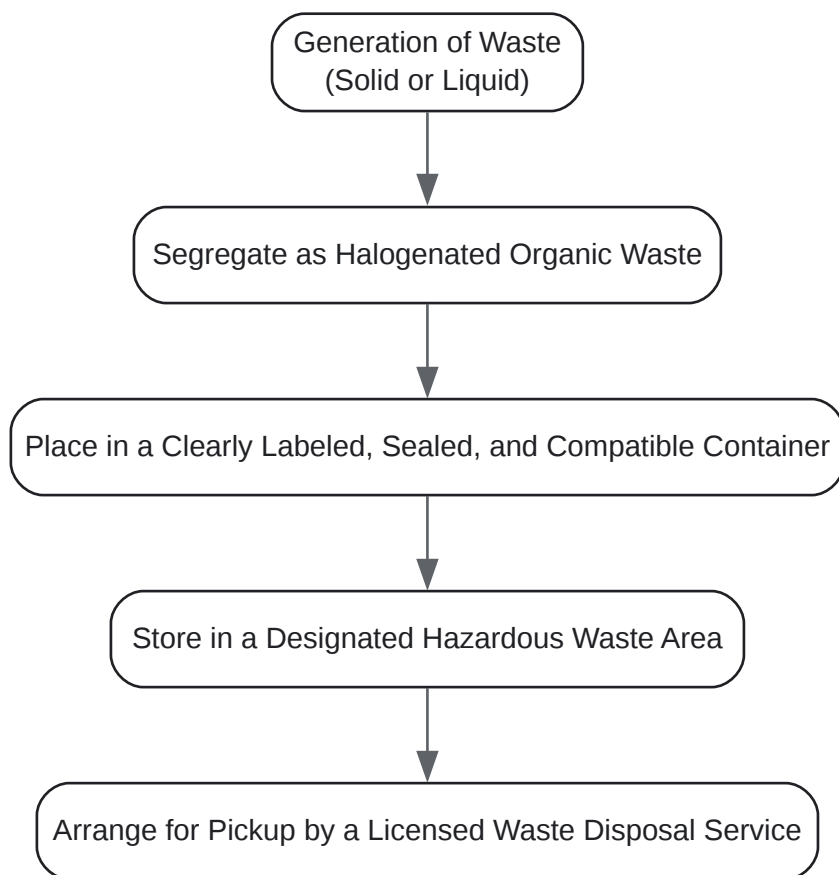 Generation of Waste
(Solid or Liquid)
Segregate as Halogenated Organic Waste
Place in a Clearly Labeled, Sealed, and Compatible Container
Store in a Designated Hazardous Waste Area
Arrange for Pickup by a Licensed Waste Disposal Service